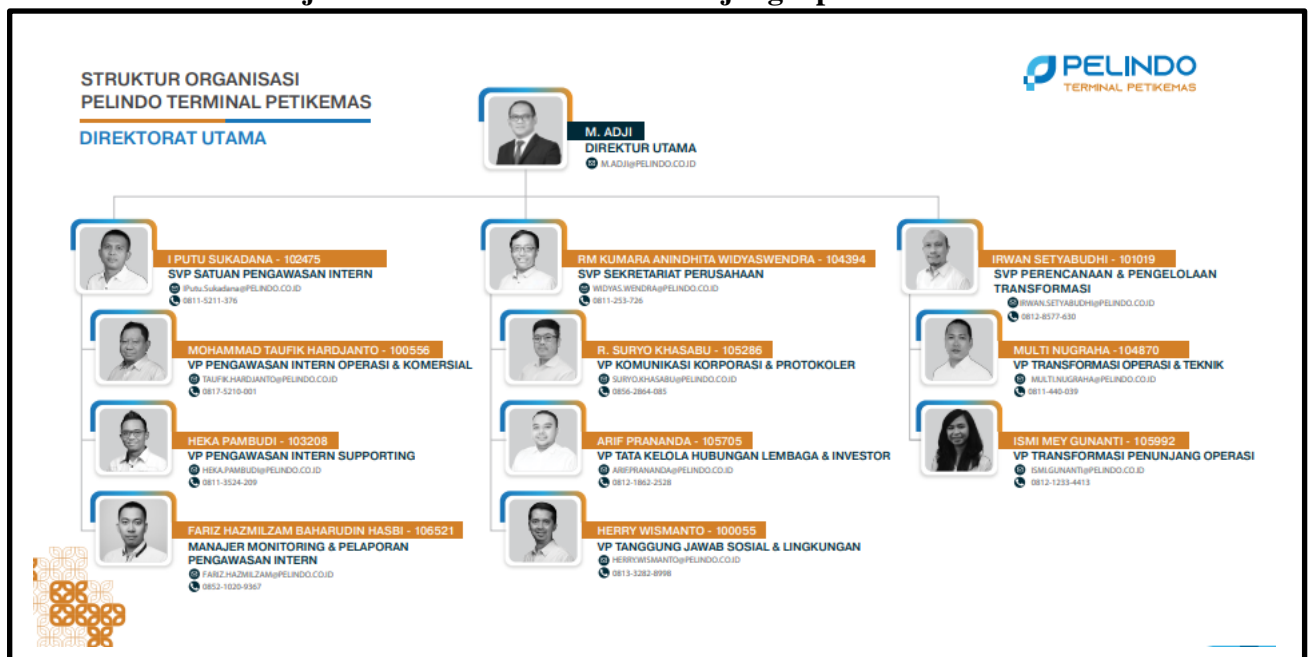 STRUKTUR ORGANISASI
PELINDO TERMINAL PETIKEMAS
DIREKTORAT UTAMA
PELINDO
TERMINAL PETIKEMAS
M. ADJI
DIREKTUR UTAMA
M.ADJI@PELINDO.CO.ID
I PUTU SUKADANA - 102475
SVP SATUAN PENGAWASAN INTERN
IPutu.Sukadana@PELINDO.CO.ID
0811-5211-376
MOHAMMAD TAUFIK HARDJANTO - 100556
VP PENGAWASAN INTERN OPERASI & KOMERSIAL
TAUFIK.HARDJANTO@PELINDO.CO.ID
0817-5210-001
HEKA PAMBUDI - 103208
VP PENGAWASAN INTERN SUPPORTING
HEKA.PAMBUDI@PELINDO.CO.ID
0811-3524-209
FARIZ HAZMILZAM BAHARUDIN HASBI - 106521
MANAJER MONITORING & PELAPORAN
PENGAWASAN INTERN
FARIZ.HAZMILZAM@PELINDO.CO.ID
0852-1020-9367
RM KUMARA ANINDHITA WIDYASWENDRA - 104394
SVP SEKRETARIAT PERUSAHAAN
WIDYAS.WENDRA@PELINDO.CO.ID
0811-253-726
R. SURYO KHASABU - 105286
VP KOMUNIKASI KORPORASI & PROTOKOLER
SURYO.KHASABU@PELINDO.CO.ID
0856-2864-085
ARIF PRANANDA - 105705
VP TATA KELOLA HUBUNGAN LEMBAGA & INVESTOR
ARIF.PRANANDA@PELINDO.CO.ID
0812-1862-2528
HERRY WISMANTO - 100055
VP TANGGUNG JAWAB SOSIAL & LINGKUNGAN
HERRY.WISMANTO@PELINDO.CO.ID
0813-3282-8998
IRWAN SETYABUDHI - 101019
SVP PERENCANAAN & PENGELOLAAN
TRANSFORMASI
IRWAN.SETYABUDHI@PELINDO.CO.ID
0812-8577-630
MULTI NUGRAHA -104870
VP TRANSFORMASI OPERASI & TEKNIK
MULTI.NUGRAHA@PELINDO.CO.ID
0811-440-039
ISMI MEY GUNANTI - 105992
VP TRANSFORMASI PENUNJANG OPERASI
ISMI.GUNANTI@PELINDO.CO.ID
0812-1233-4413